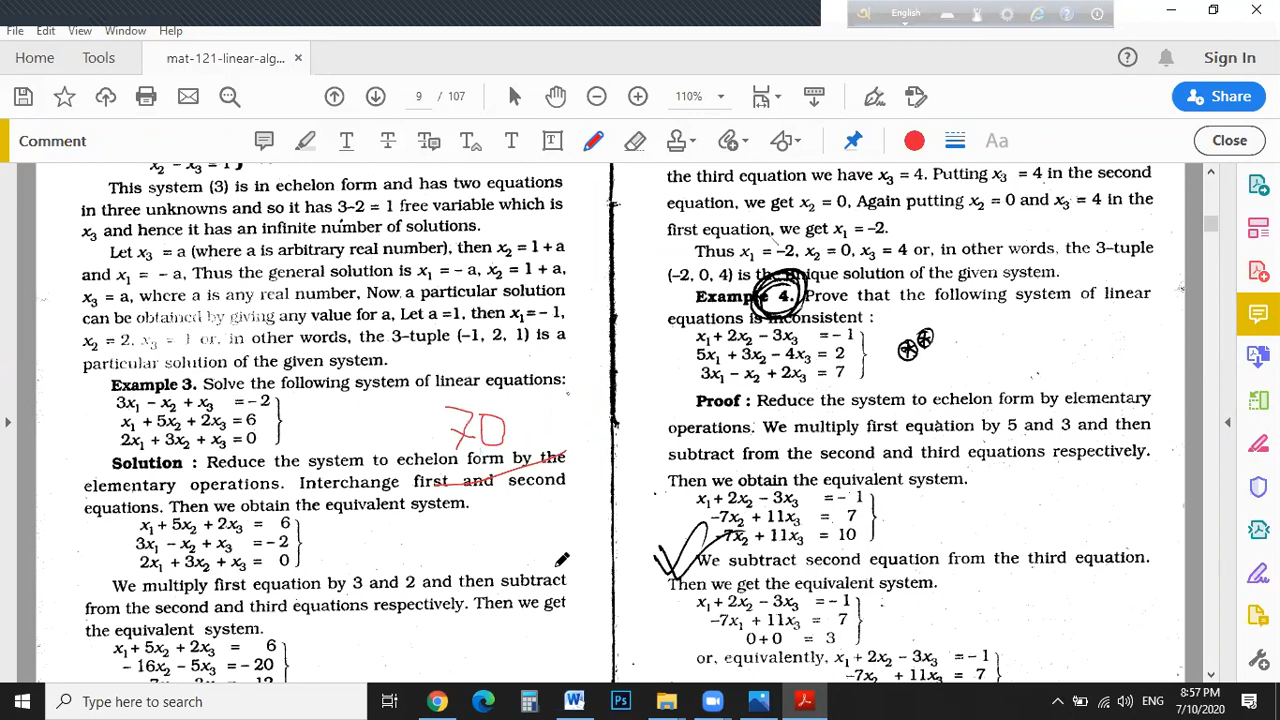 English
File Edit View Window Help
Home Tools mat-121-linear-alg... × Sign In
9 / 107 110% Share
Comment Aa Close
x₂ − x₃ = 1
This system (3) is in echelon form and has two equations
in three unknowns and so it has 3–2 = 1 free variable which is
x₃ and hence it has an infinite number of solutions.
Let x₃ = a (where a is arbitrary real number), then x₂ = 1 + a
and x₁ = – a, Thus the general solution is x₁ = – a, x₂ = 1 + a,
x₃ = a, where a is any real number, Now a particular solution
can be obtained by giving any value for a, Let a =1, then x₁= – 1,
x₂ = 2, x₃ = 1 or, in other words, the 3-tuple (–1, 2, 1) is a
particular solution of the given system.
Example 3. Solve the following system of linear equations:
3x₁ – x₂ + x₃ = –2
x₁ + 5x₂ + 2x₃ = 6
2x₁ + 3x₂ + x₃ = 0
70
Solution : Reduce the system to echelon form by the
elementary operations. Interchange first and second
equations. Then we obtain the equivalent system.
x₁ + 5x₂ + 2x₃ = 6
3x₁ – x₂ + x₃ = –2
2x₁ + 3x₂ + x₃ = 0
We multiply first equation by 3 and 2 and then subtract
from the second and third equations respectively. Then we get
the equivalent system.
x₁ + 5x₂ + 2x₃ = 6
– 16x₂ – 5x₃ = – 20
the third equation we have x₃ = 4. Putting x₃ = 4 in the second
equation, we get x₂ = 0, Again putting x₂ = 0 and x₃ = 4 in the
first equation, we get x₁ = –2.
Thus x₁ = –2, x₂ = 0, x₃ = 4 or, in other words, the 3-tuple
(–2, 0, 4) is the unique solution of the given system.
Example 4. Prove that the following system of linear
equations is inconsistent :
x₁ + 2x₂ – 3x₃ = – 1
5x₁ + 3x₂ – 4x₃ = 2
3x₁ – x₂ + 2x₃ = 7
Proof : Reduce the system to echelon form by elementary
operations. We multiply first equation by 5 and 3 and then
subtract from the second and third equations respectively.
Then we obtain the equivalent system.
x₁ + 2x₂ – 3x₃ = – 1
–7x₂ + 11x₃ = 7
7x₂ + 11x₃ = 10
We subtract second equation from the third equation.
Then we get the equivalent system.
x₁ + 2x₂ – 3x₃ = – 1
–7x₁ + 11x₃ = 7
0 + 0 = 3
or, equivalently, x₁ + 2x₂ – 3x₃ = – 1
–7x₂ + 11x₃ = 7
Type here to search ENG 8:57 PM
7/10/2020